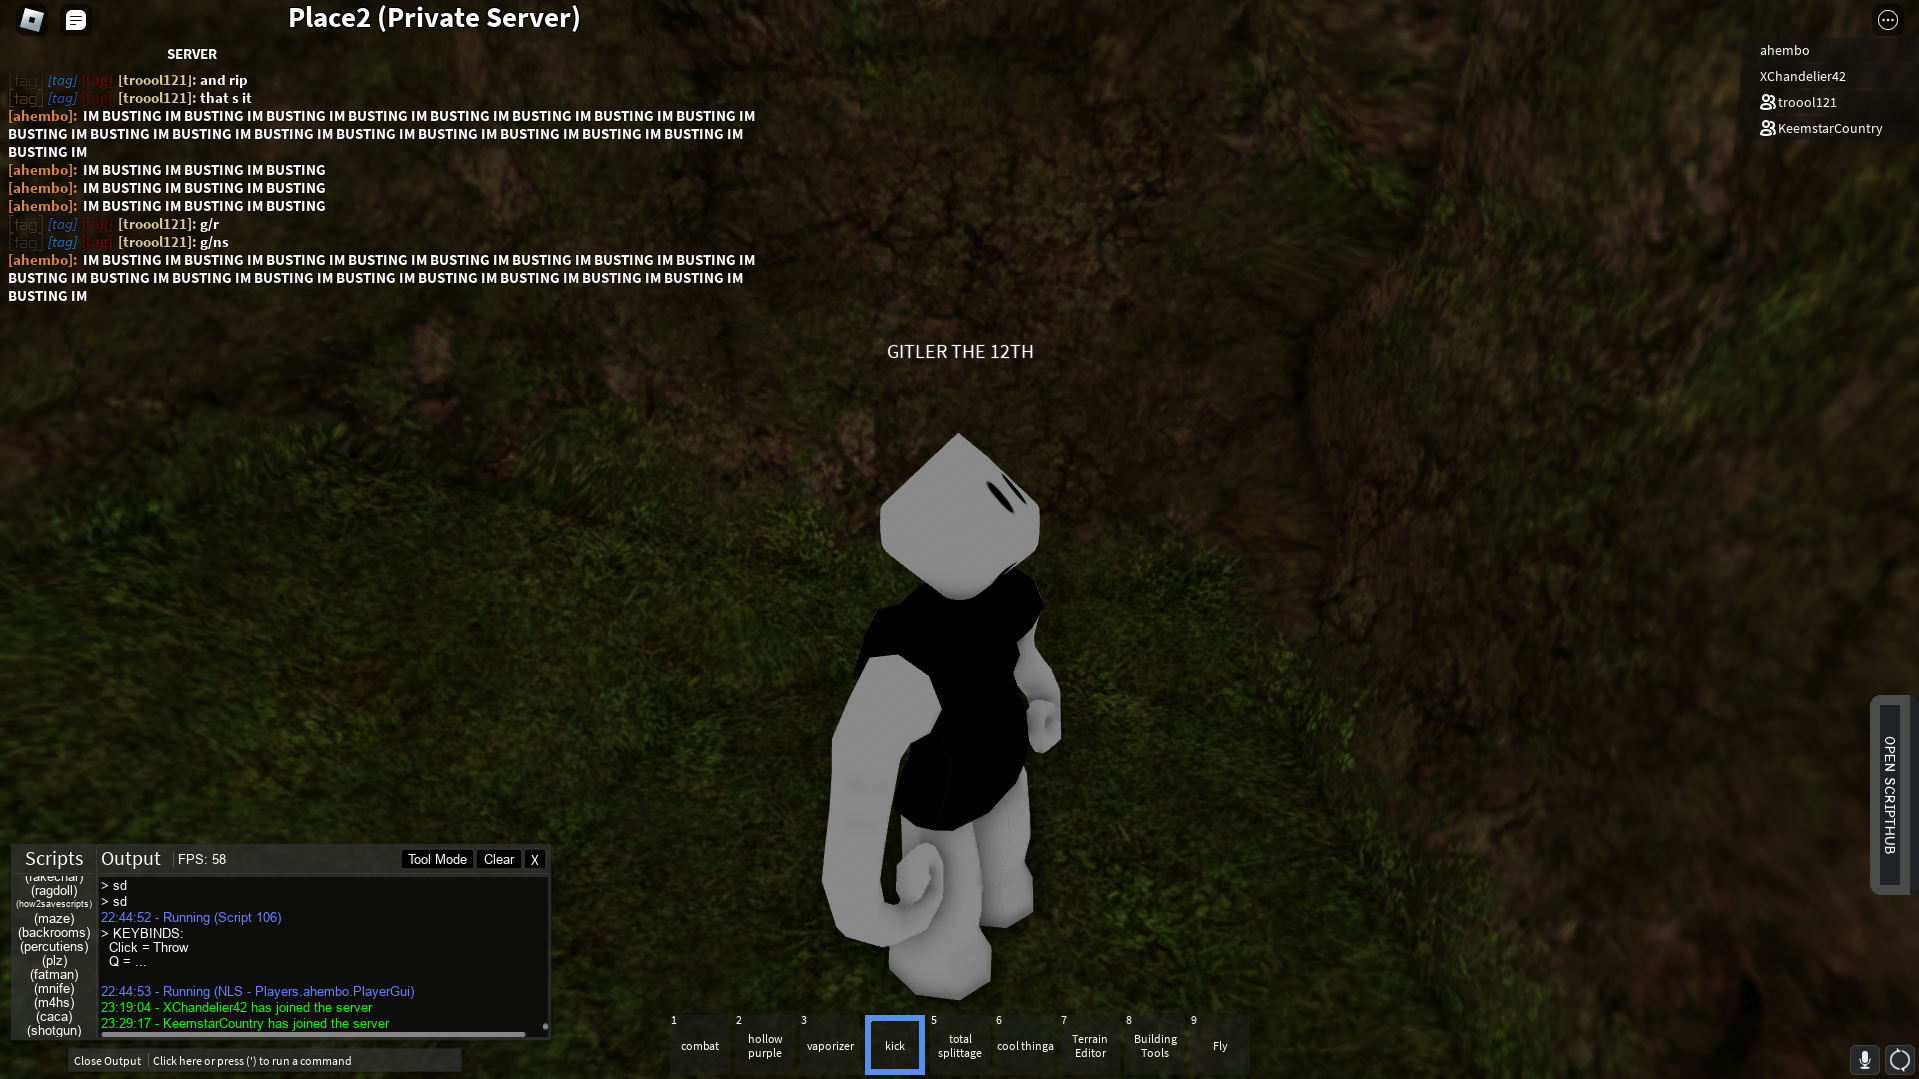 Place2 (Private Server)
SERVER
[tag] [tag] [tag] [troool121]: and rip
[tag] [tag] [tag] [troool121]: that s it
[ahembo]: IM BUSTING IM BUSTING IM BUSTING IM BUSTING IM BUSTING IM BUSTING IM BUSTING IM BUSTING IM
BUSTING IM BUSTING IM BUSTING IM BUSTING IM BUSTING IM BUSTING IM BUSTING IM BUSTING IM BUSTING IM
BUSTING IM
[ahembo]: IM BUSTING IM BUSTING IM BUSTING
[ahembo]: IM BUSTING IM BUSTING IM BUSTING
[ahembo]: IM BUSTING IM BUSTING IM BUSTING
[tag] [tag] [tag] [troool121]: g/r
[tag] [tag] [tag] [troool121]: g/ns
[ahembo]: IM BUSTING IM BUSTING IM BUSTING IM BUSTING IM BUSTING IM BUSTING IM BUSTING IM BUSTING IM
BUSTING IM BUSTING IM BUSTING IM BUSTING IM BUSTING IM BUSTING IM BUSTING IM BUSTING IM BUSTING IM
BUSTING IM
ahembo
XChandelier42
troool121
KeemstarCountry
GITLER THE 12TH
OPEN SCRIPTHUB
Scripts
(fakechar)
(ragdoll)
(how2savescripts)
(maze)
(backrooms)
(percutiens)
(plz)
(fatman)
(mnife)
(m4hs)
(caca)
(shotgun)
Output FPS: 58 Tool Mode Clear X
> sd
> sd
22:44:52 - Running (Script 106)
> KEYBINDS:
Click = Throw
Q = ...
22:44:53 - Running (NLS - Players.ahembo.PlayerGui)
23:19:04 - XChandelier42 has joined the server
23:29:17 - KeemstarCountry has joined the server
Close Output Click here or press (') to run a command
1 combat
2 hollow
purple
3 vaporizer
kick
5 total
splittage
6 cool thinga
7 Terrain
Editor
8 Building
Tools
9 Fly